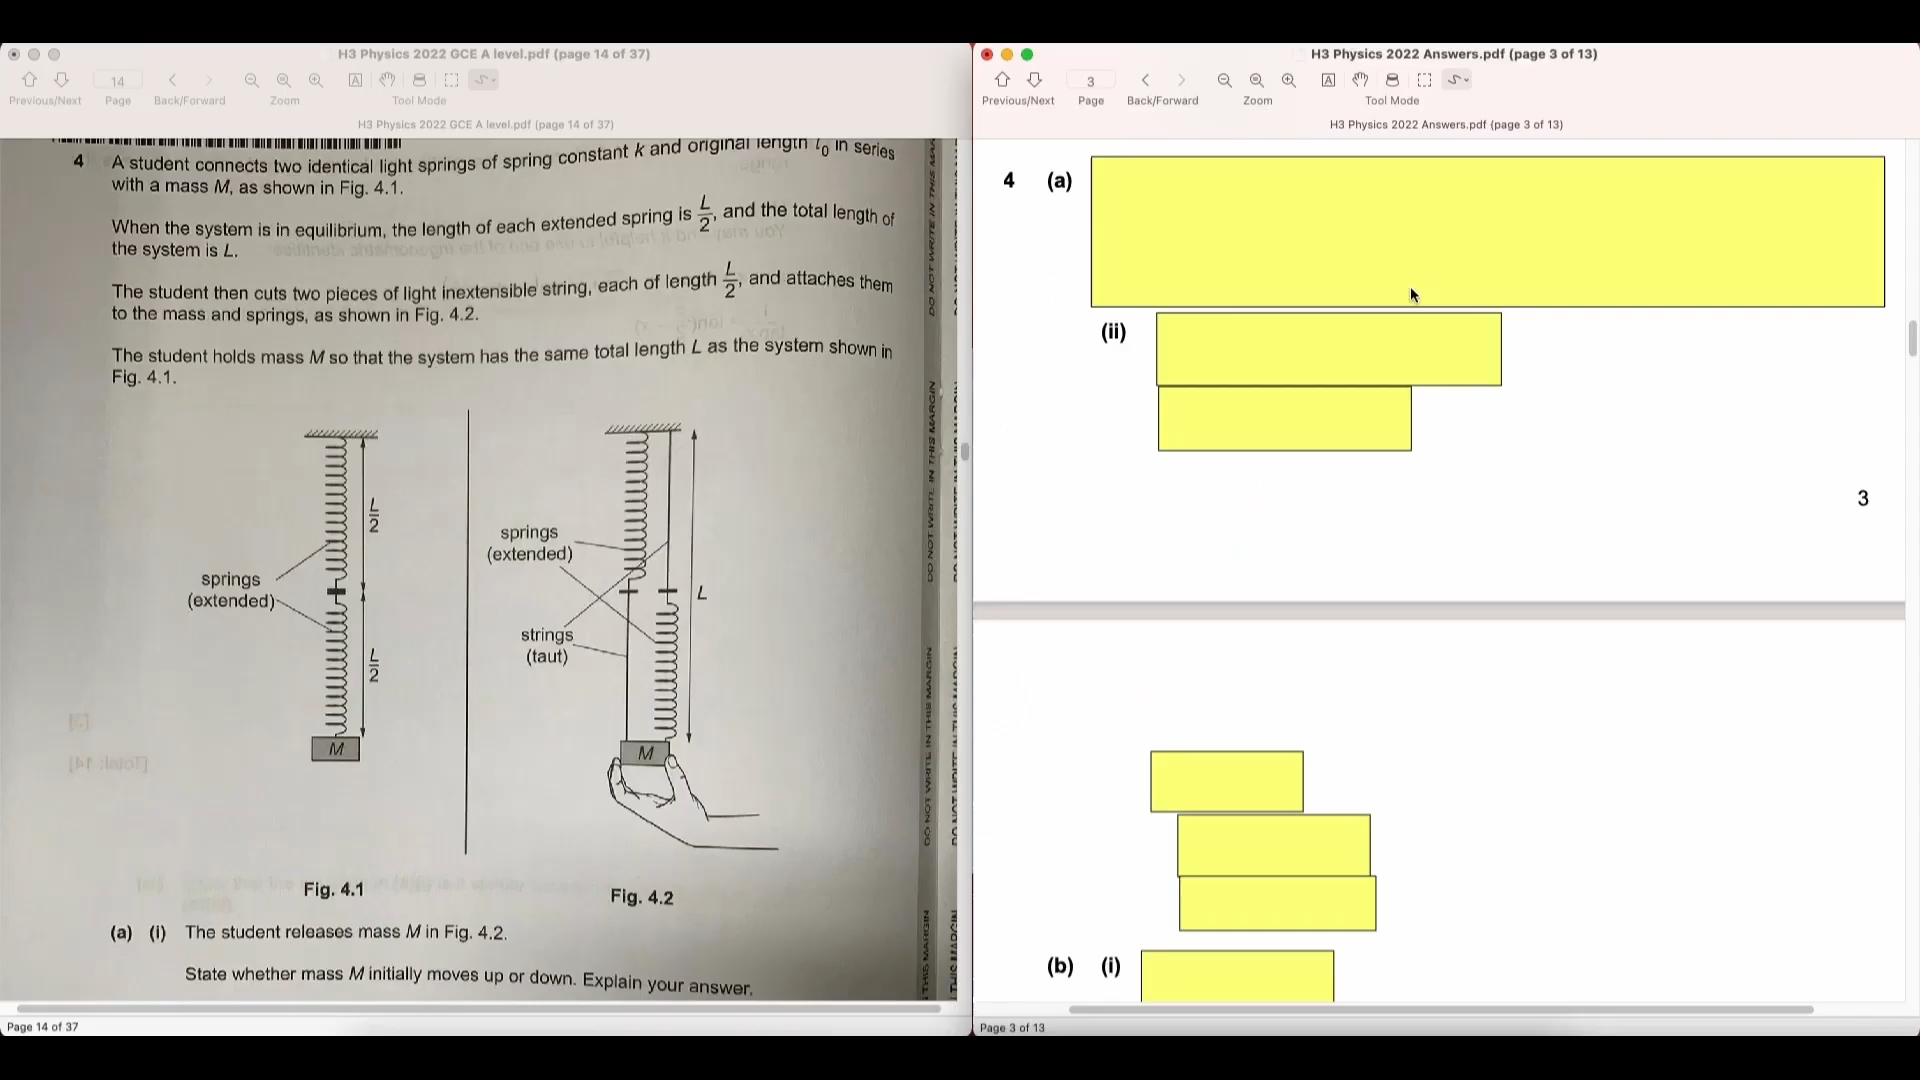 H3 Physics 2022 GCE A level.pdf (page 14 of 37)
14
Previous/Next
Page
Back/Forward
Zoom
Tool Mode
H3 Physics 2022 GCE A level.pdf (page 14 of 37)
4 A student connects two identical light springs of spring constant k and original length l0 in series
with a mass M, as shown in Fig. 4.1.
When the system is in equilibrium, the length of each extended spring is L/2, and the total length of
the system is L.
The student then cuts two pieces of light inextensible string, each of length L/2, and attaches them
to the mass and springs, as shown in Fig. 4.2.
The student holds mass M so that the system has the same total length L as the system shown in
Fig. 4.1.
L/2
springs
(extended)
L/2
M
Fig. 4.1
springs
(extended)
L
strings
(taut)
M
Fig. 4.2
(a) (i) The student releases mass M in Fig. 4.2.
State whether mass M initially moves up or down. Explain your answer.
DO NOT WRITE IN THIS MARGIN
Page 14 of 37
H3 Physics 2022 Answers.pdf (page 3 of 13)
3
Previous/Next
Page
Back/Forward
Zoom
Tool Mode
H3 Physics 2022 Answers.pdf (page 3 of 13)
4 (a)
(ii)
3
(b) (i)
Page 3 of 13